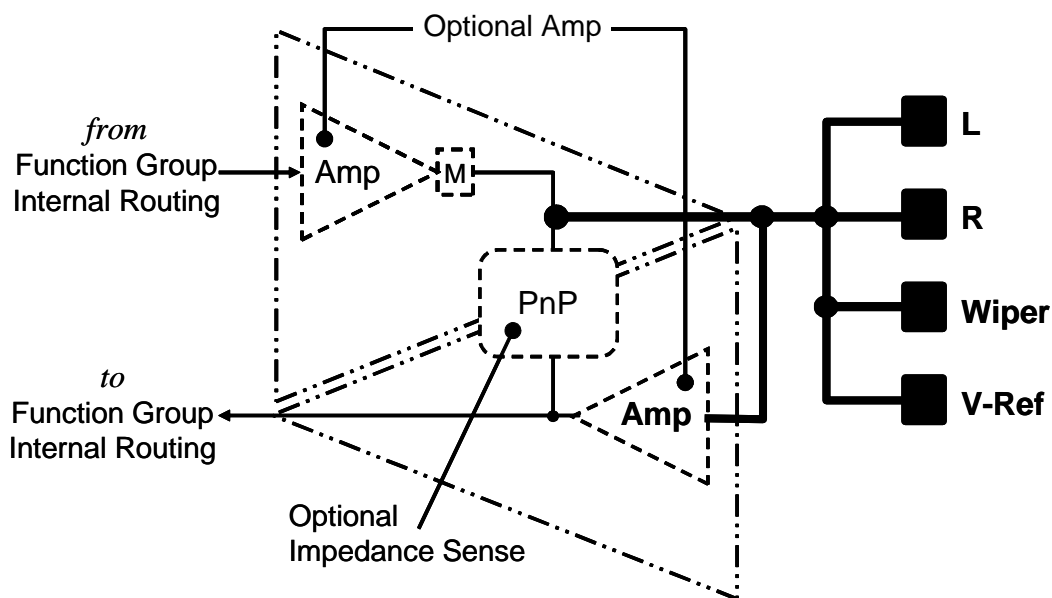 Optional Amp
from
Function Group
Internal Routing
Amp
M
L
R
PnP
Wiper
to
Function Group
Internal Routing
Amp
V-Ref
Optional
Impedance Sense